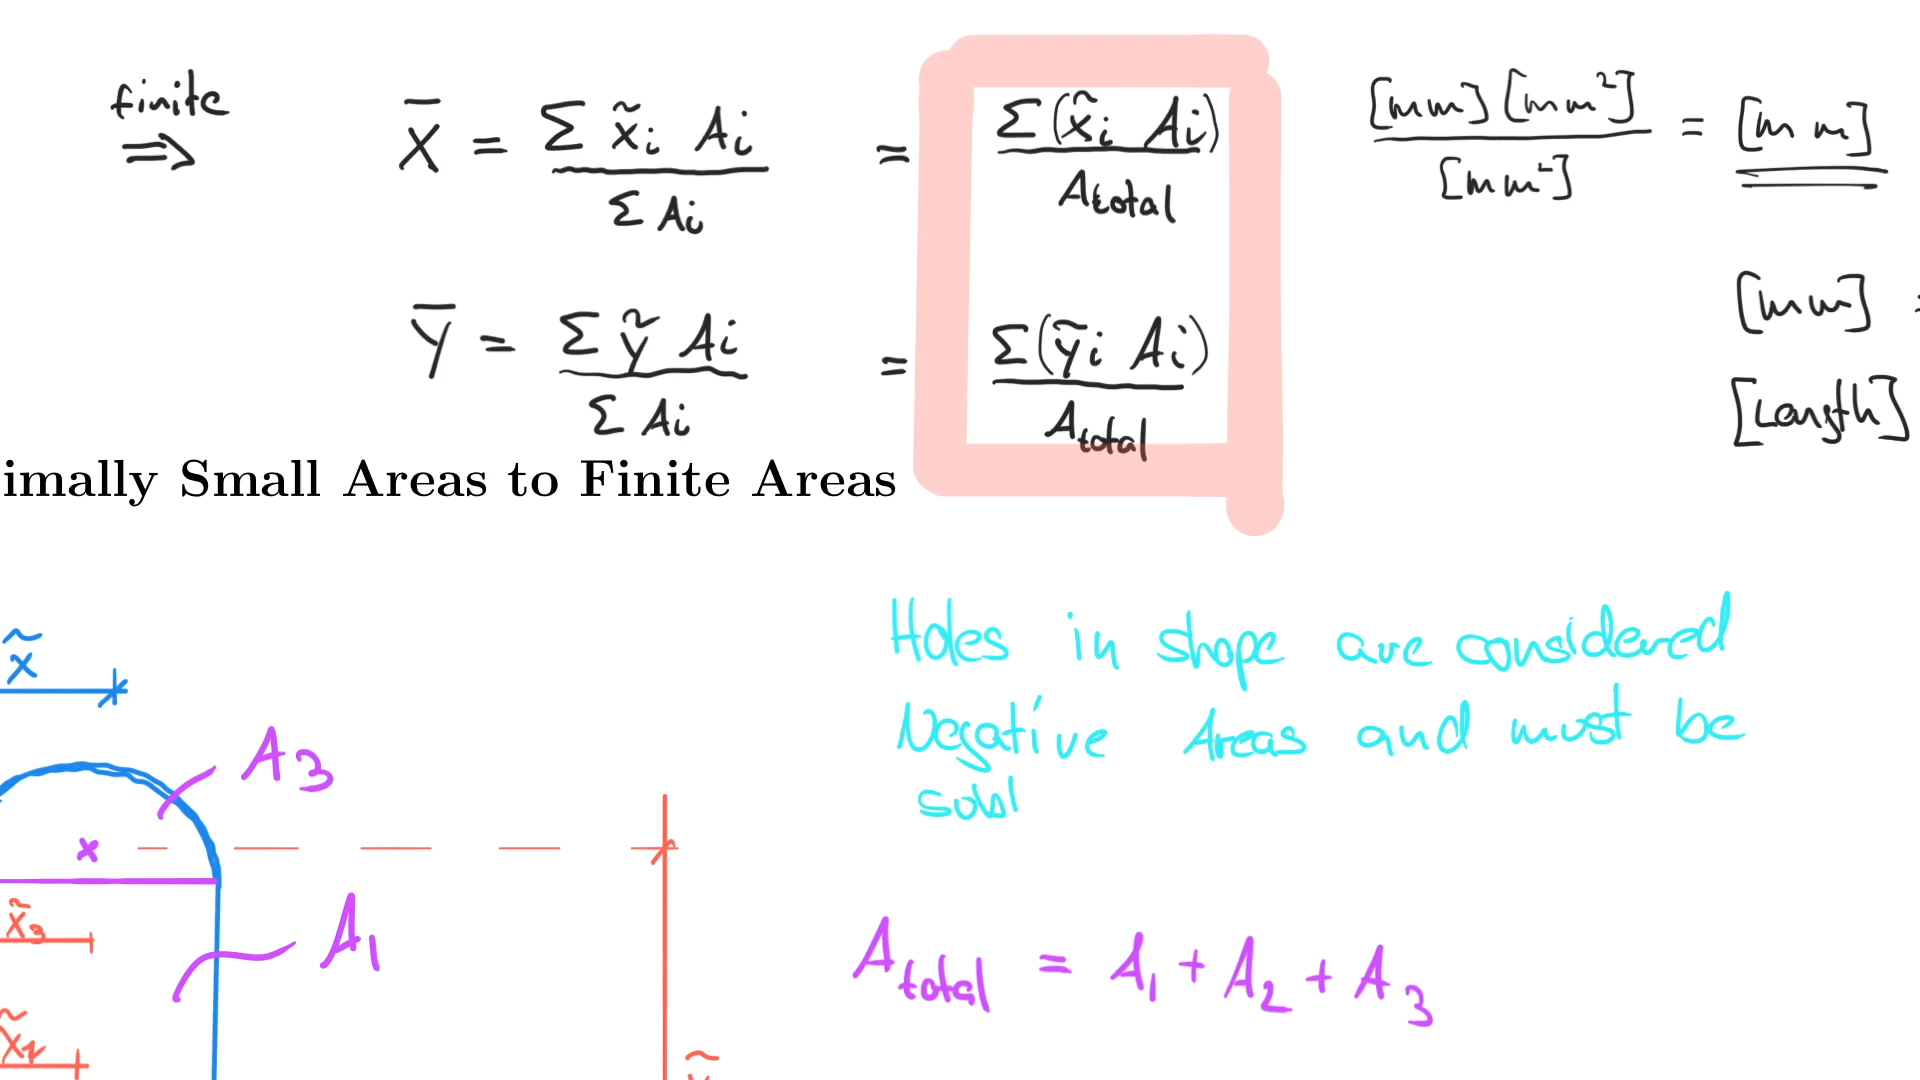 finite
⇒ X̄ = Σ x̃i Ai / Σ Ai = Σ(x̃i Ai) / Atotal
[mm][mm²] / [mm²] = [mm]
Ȳ = Σ ỹ Ai / Σ Ai = Σ(ỹi Ai) / Atotal
[mm] =
[Length]
imally Small Areas to Finite Areas
x̃
Holes in shape are considered
Negative Areas and must be
A3
x
x̃3
A1
Atotal = A1 + A2 + A3